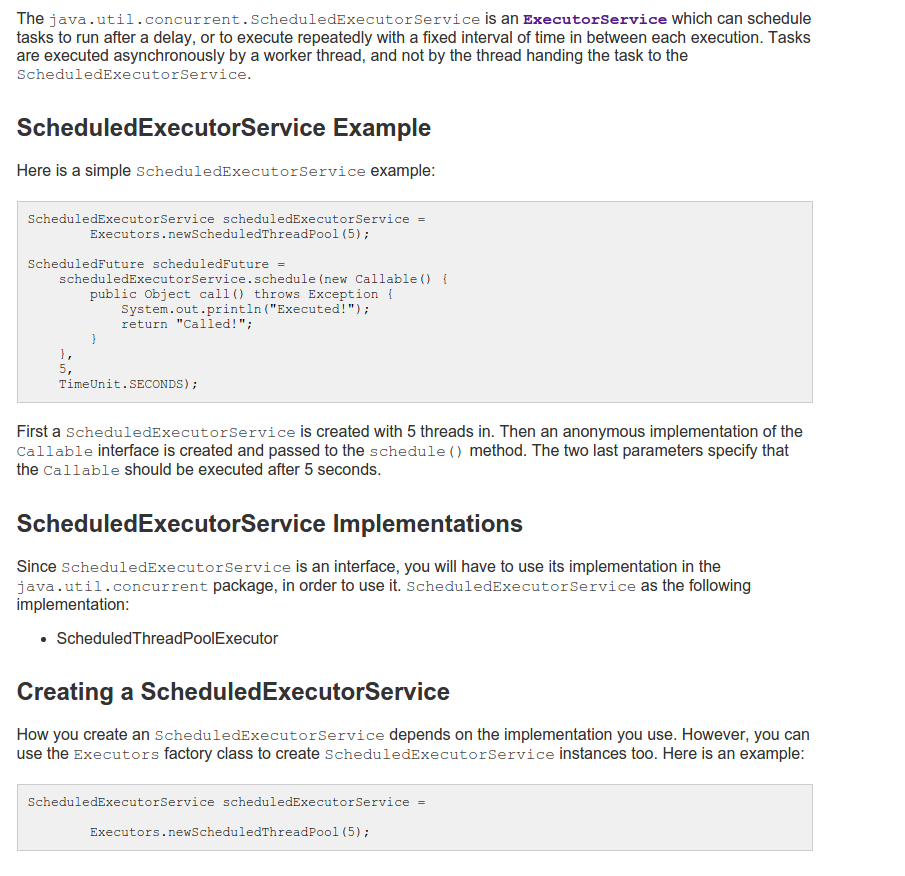 The java.util.concurrent.ScheduledExecutorService is an ExecutorService which can schedule
tasks to run after a delay, or to execute repeatedly with a fixed interval of time in between each execution. Tasks
are executed asynchronously by a worker thread, and not by the thread handing the task to the
ScheduledExecutorService.
ScheduledExecutorService Example
Here is a simple ScheduledExecutorService example:
ScheduledExecutorService scheduledExecutorService =
        Executors.newScheduledThreadPool(5);
ScheduledFuture scheduledFuture =
    scheduledExecutorService.schedule(new Callable() {
        public Object call() throws Exception {
            System.out.println("Executed!");
            return "Called!";
        }
    },
    5,
    TimeUnit.SECONDS);
First a ScheduledExecutorService is created with 5 threads in. Then an anonymous implementation of the
Callable interface is created and passed to the schedule() method. The two last parameters specify that
the Callable should be executed after 5 seconds.
ScheduledExecutorService Implementations
Since ScheduledExecutorService is an interface, you will have to use its implementation in the
java.util.concurrent package, in order to use it. ScheduledExecutorService as the following
implementation:
• ScheduledThreadPoolExecutor
Creating a ScheduledExecutorService
How you create an ScheduledExecutorService depends on the implementation you use. However, you can
use the Executors factory class to create ScheduledExecutorService instances too. Here is an example:
ScheduledExecutorService scheduledExecutorService =
        Executors.newScheduledThreadPool(5);